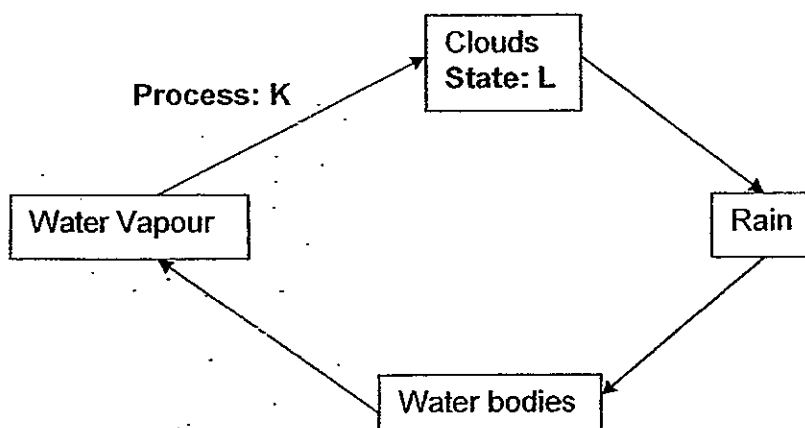 Clouds
State: L
Process: K
Water Vapour
Rain
Water bodies